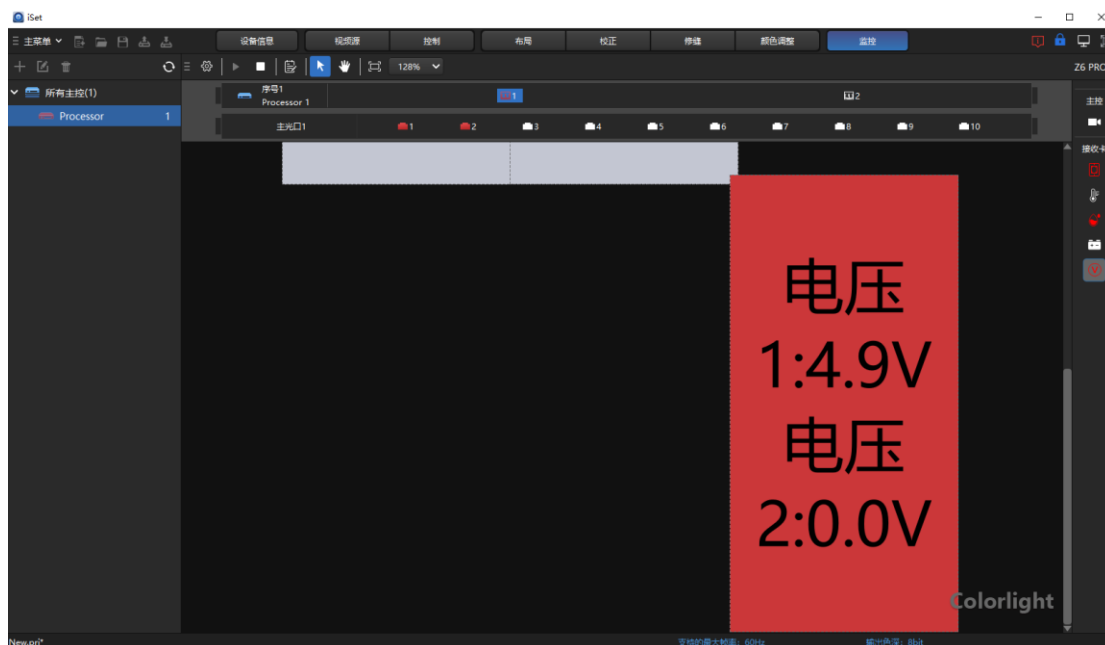 iSet
主菜单
设备信息 视频源 控制 布局 校正 修缝 颜色调整 监控
128%
Z6 PRO
所有主控(1)
Processor 1
序号1
Processor 1
1 2
主光口1 1 2 3 4 5 6 7 8 9 10
主控
接收卡
电压
1:4.9V
电压
2:0.0V
Colorlight
New.prj*
支持的最大帧率: 60Hz 输出色深: 8bit